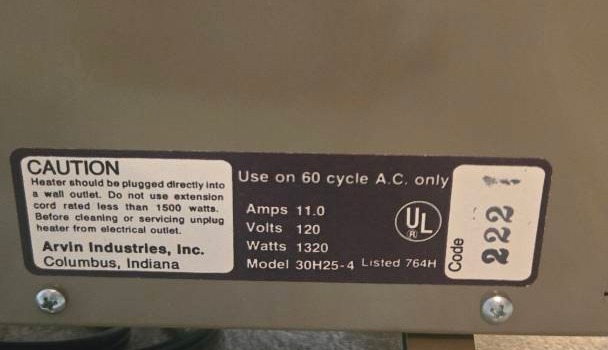 CAUTION
Heater should be plugged directly into
a wall outlet. Do not use extension
cord rated less than 1500 watts.
Before cleaning or servicing unplug
heater from electrical outlet.
Arvin Industries, Inc.
Columbus, Indiana
Use on 60 cycle A.C. only
Amps 11.0
Volts 120
Watts 1320
Model 30H25-4 Listed 764H
UL
Code
222